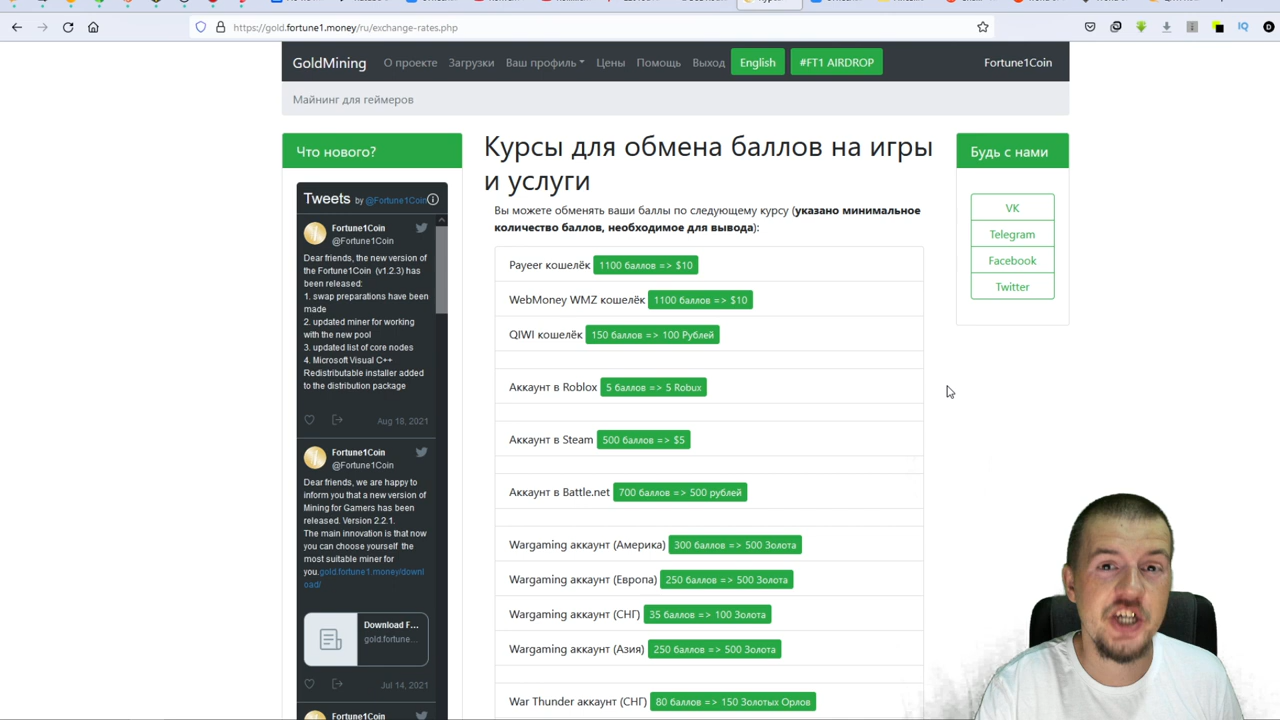 https://gold.fortune1.money/ru/exchange-rates.php
GoldMining
О проекте
Загрузки
Ваш профиль
Цены
Помощь
Выход
English
#FT1 AIRDROP
Fortune1Coin
Майнинг для геймеров
Что нового?
Tweets by @Fortune1Coin
Fortune1Coin
@Fortune1Coin
Dear friends, the new version of
the Fortune1Coin (v1.2.3) has
been released:
1. swap preparations have been
made
2. updated miner for working
with the new pool
3. updated list of core nodes
4. Microsoft Visual C++
Redistributable installer added
to the distribution package
Aug 18, 2021
Fortune1Coin
@Fortune1Coin
Dear friends, we are happy to
inform you that a new version of
Mining for Gamers has been
released. Version 2.2.1.
The main innovation is that now
you can choose yourself the
most suitable miner for
you.gold.fortune1.money/downl
oad/
Download F...
gold.fortune...
Jul 14, 2021
Fortune1Coin
Курсы для обмена баллов на игры
и услуги
Вы можете обменять ваши баллы по следующему курсу (указано минимальное
количество баллов, необходимое для вывода):
Payeer кошелёк 1100 баллов => $10
WebMoney WMZ кошелёк 1100 баллов => $10
QIWI кошелёк 150 баллов => 100 Рублей
Аккаунт в Roblox 5 баллов => 5 Robux
Аккаунт в Steam 500 баллов => $5
Аккаунт в Battle.net 700 баллов => 500 рублей
Wargaming аккаунт (Америка) 300 баллов => 500 Золота
Wargaming аккаунт (Европа) 250 баллов => 500 Золота
Wargaming аккаунт (СНГ) 35 баллов => 100 Золота
Wargaming аккаунт (Азия) 250 баллов => 500 Золота
War Thunder аккаунт (СНГ) 80 баллов => 150 Золотых Орлов
Будь с нами
VK
Telegram
Facebook
Twitter